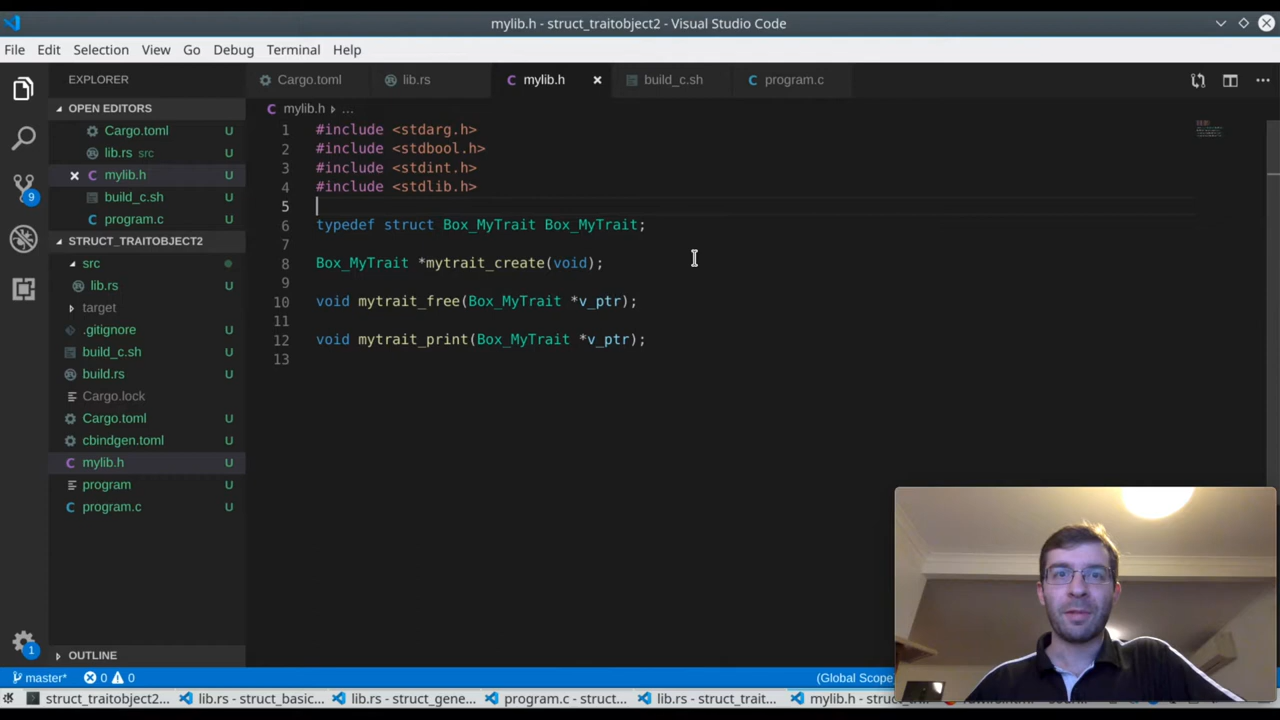 mylib.h - struct_traitobject2 - Visual Studio Code
File Edit Selection View Go Debug Terminal Help
EXPLORER
OPEN EDITORS
Cargo.toml U
lib.rs src U
mylib.h U
build_c.sh U
program.c U
STRUCT_TRAITOBJECT2
src
lib.rs U
target
.gitignore U
build_c.sh U
build.rs U
Cargo.lock
Cargo.toml U
cbindgen.toml U
mylib.h U
program U
program.c U
OUTLINE
9
1
Cargo.toml lib.rs mylib.h build_c.sh program.c
mylib.h …
1 #include <stdarg.h>
2 #include <stdbool.h>
3 #include <stdint.h>
4 #include <stdlib.h>
5
6 typedef struct Box_MyTrait Box_MyTrait;
7
8 Box_MyTrait *mytrait_create(void);
9
10 void mytrait_free(Box_MyTrait *v_ptr);
11
12 void mytrait_print(Box_MyTrait *v_ptr);
13
master* 0 0 (Global Scope
struct_traitobject2... lib.rs - struct_basic... lib.rs - struct_gene... program.c - struct... lib.rs - struct_trait... mylib.h - struct_tr...